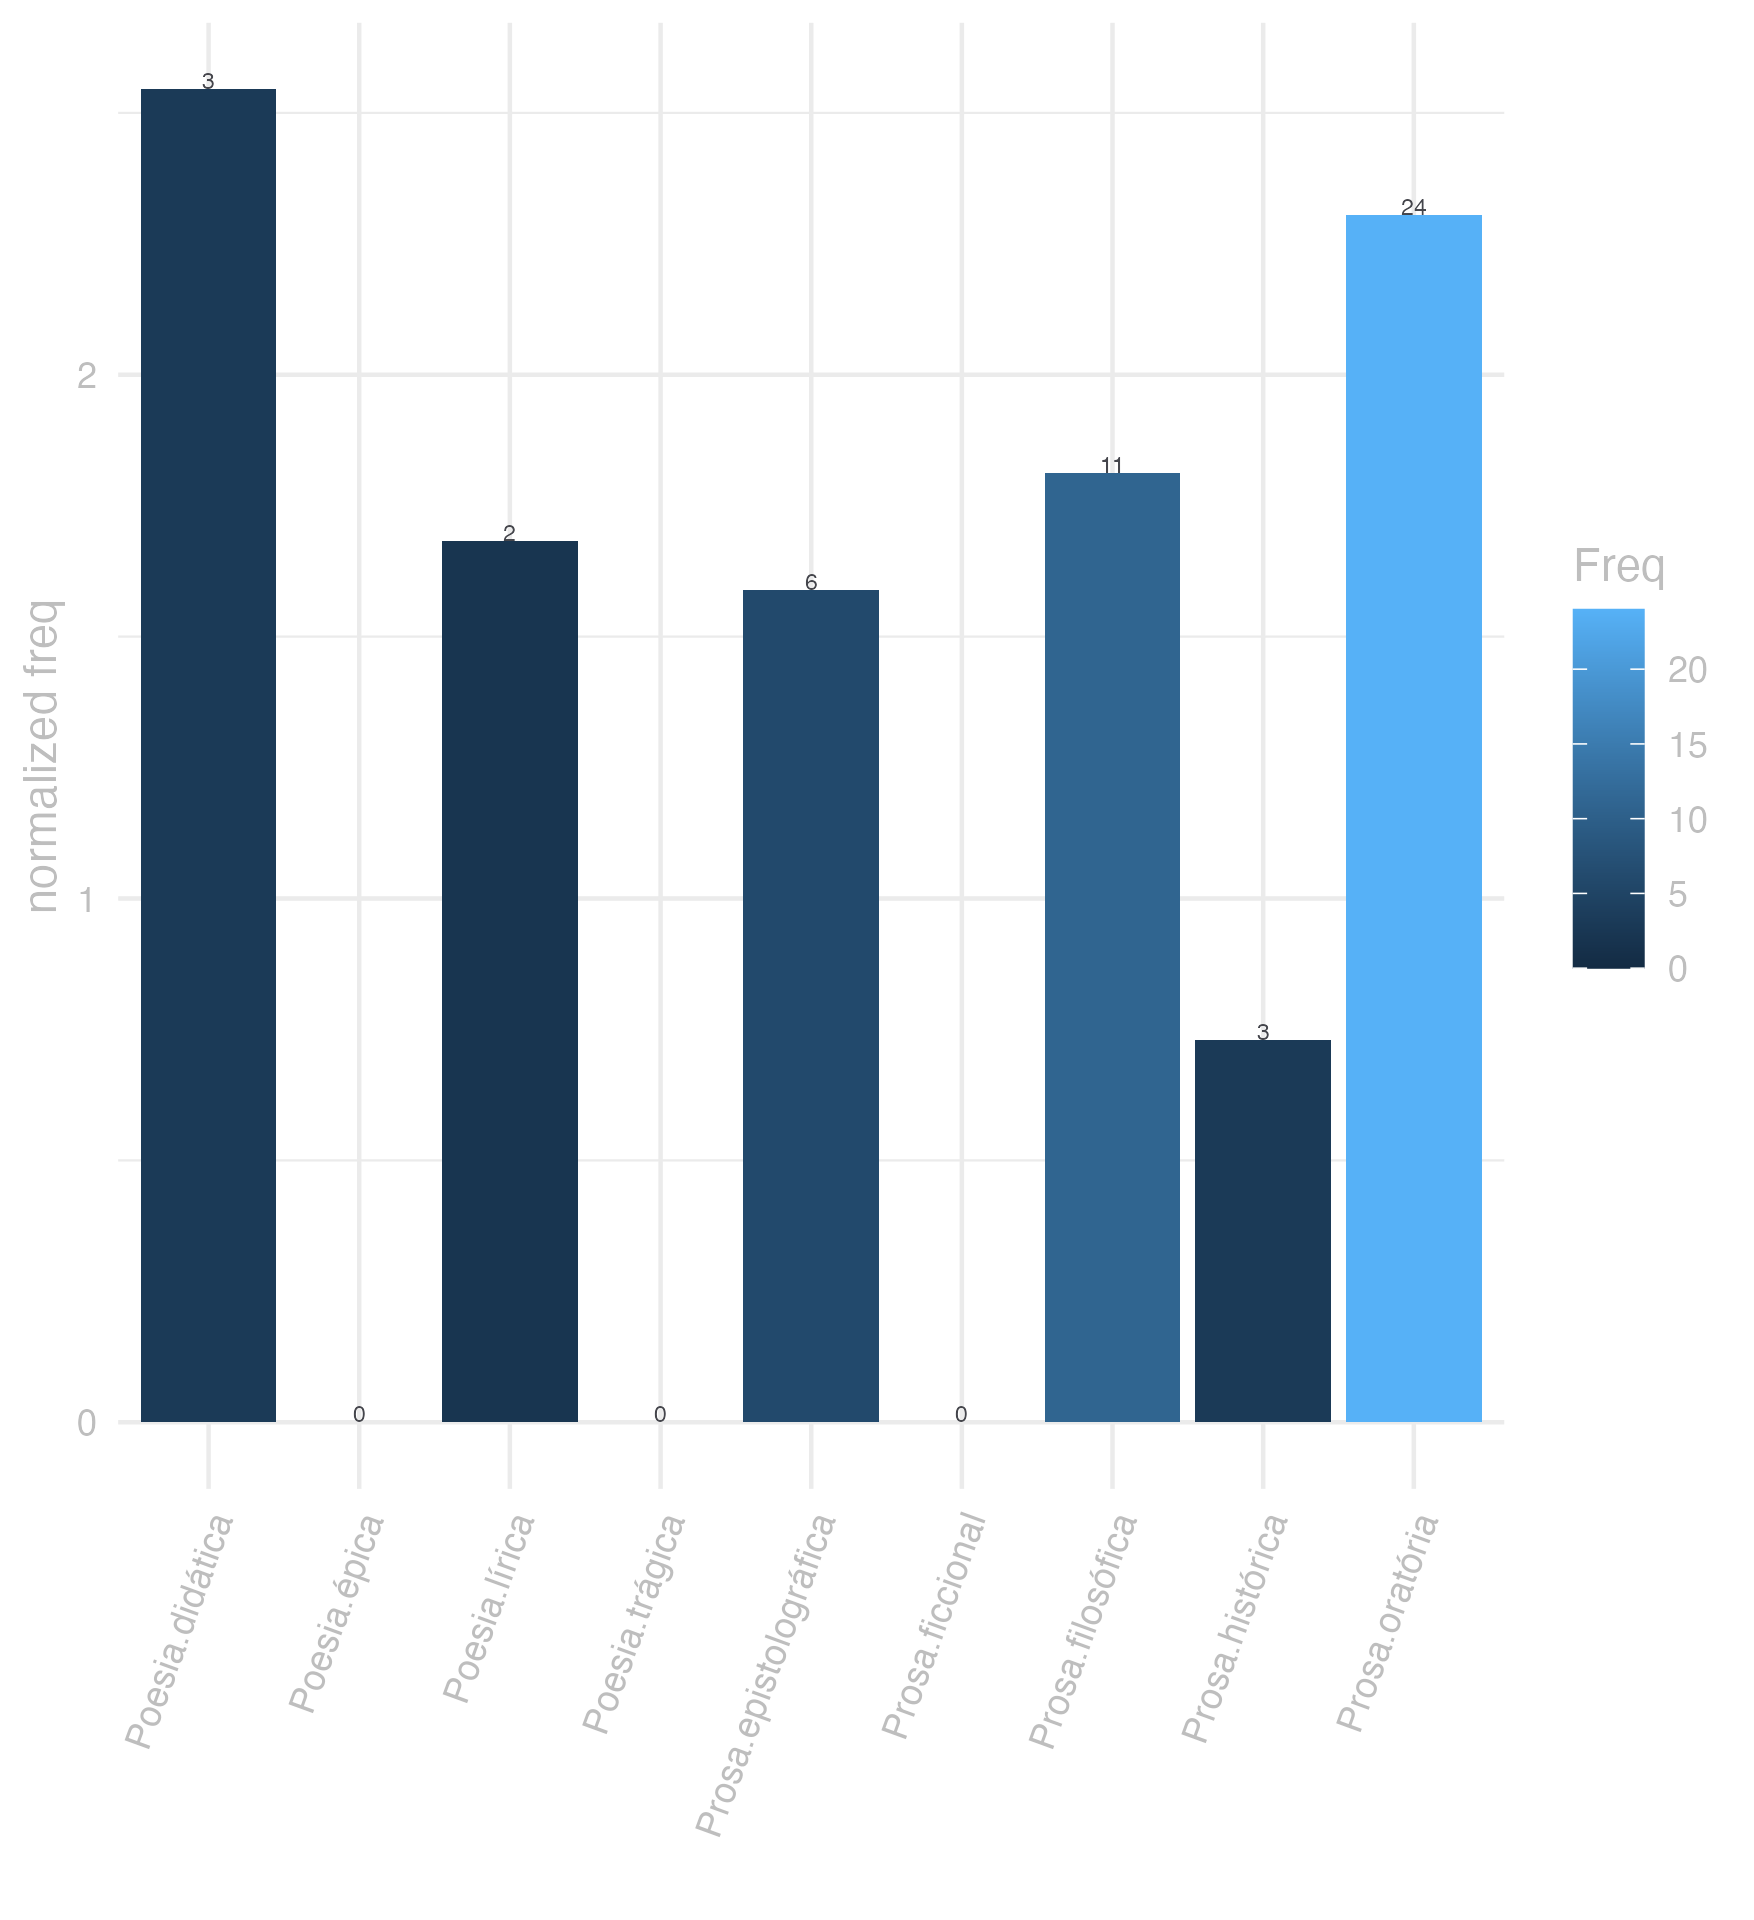 3
24
2
11
2
6
Freq
20
15
10
5
0
normalized freq
1
3
0
0
0
0
Poesia.didática
Poesia.épica
Poesia.lírica
Poesia.trágica
Prosa.epistolográfica
Prosa.ficcional
Prosa.filosófica
Prosa.histórica
Prosa.oratória